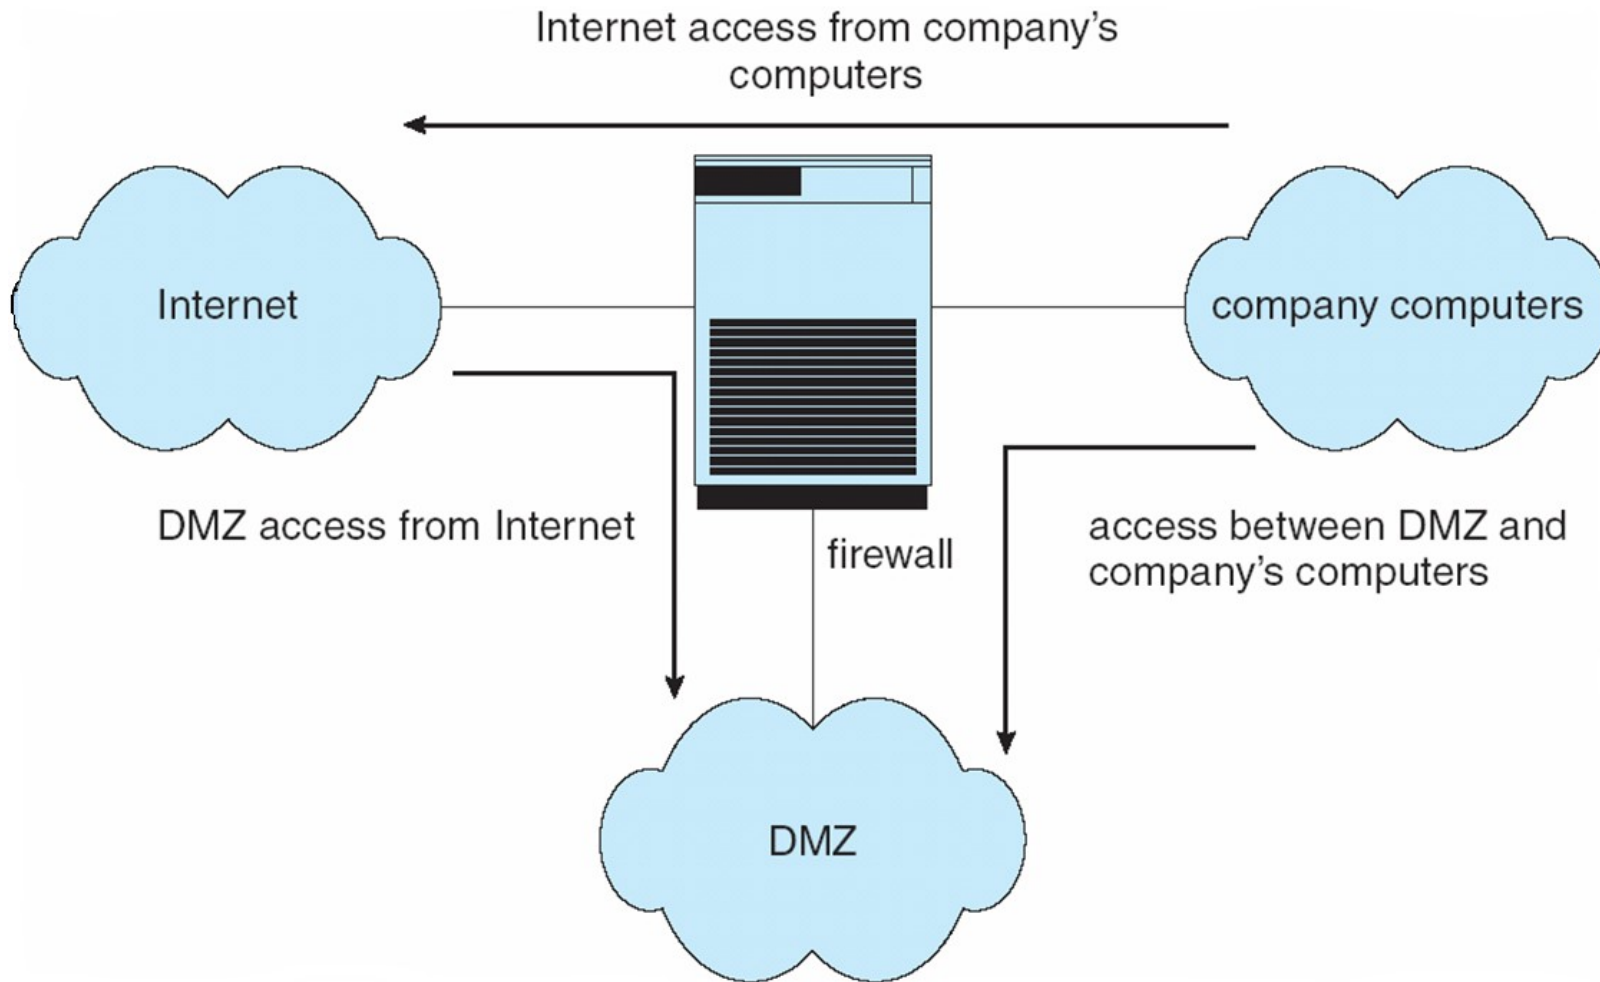 Internet access from company’s
computers
Internet
company computers
DMZ access from Internet
firewall
access between DMZ and
company’s computers
DMZ